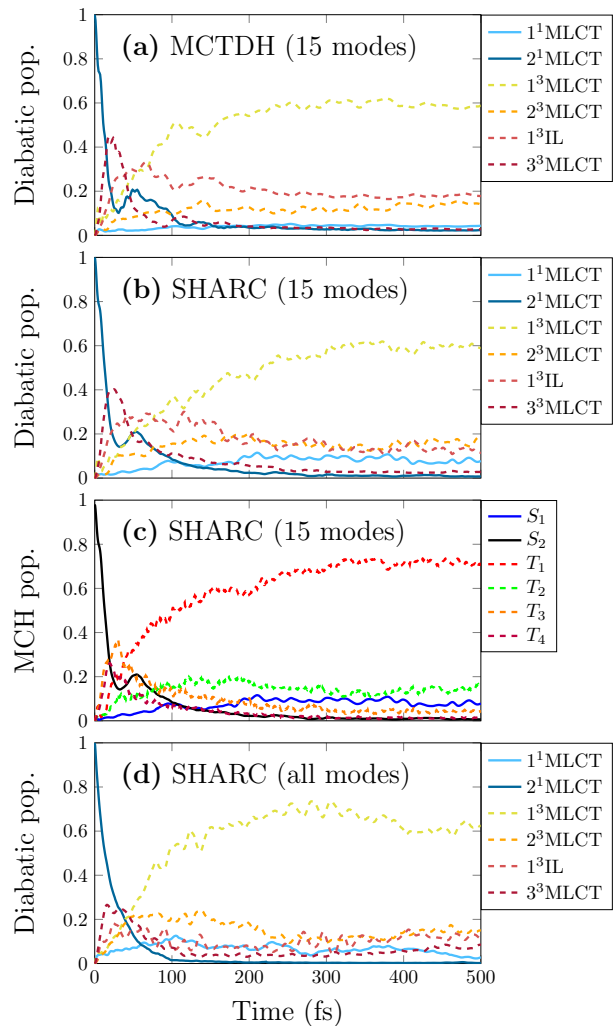 (a) MCTDH (15 modes)
Diabatic pop.
1
0.8
0.6
0.4
0.2
0
1¹MLCT
2¹MLCT
1³MLCT
2³MLCT
1³IL
3³MLCT
(b) SHARC (15 modes)
Diabatic pop.
1
0.8
0.6
0.4
0.2
0
1¹MLCT
2¹MLCT
1³MLCT
2³MLCT
1³IL
3³MLCT
(c) SHARC (15 modes)
MCH pop.
1
0.8
0.6
0.4
0.2
0
S₁
S₂
T₁
T₂
T₃
T₄
(d) SHARC (all modes)
Diabatic pop.
1
0.8
0.6
0.4
0.2
0
1¹MLCT
2¹MLCT
1³MLCT
2³MLCT
1³IL
3³MLCT
0 100 200 300 400 500
Time (fs)